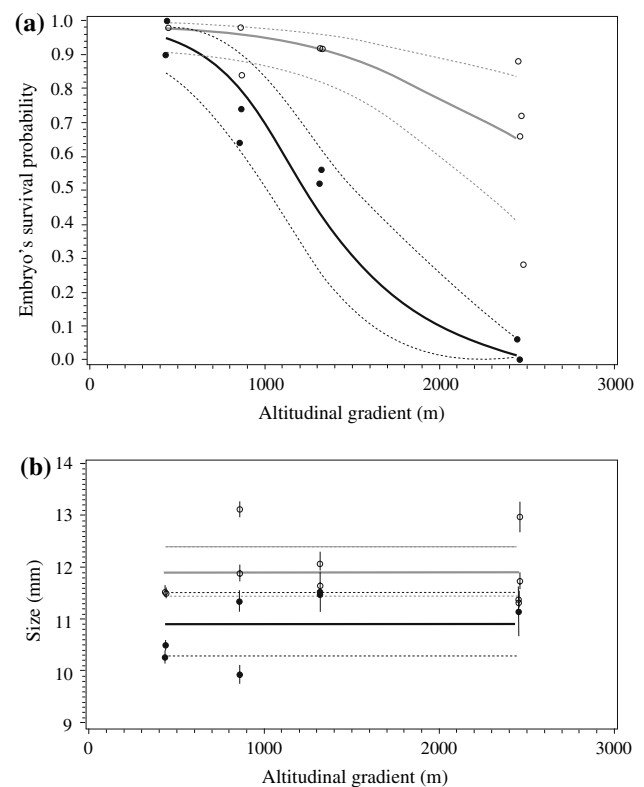 (a)
1.0
0.9
0.8
0.7
0.6
0.5
0.4
0.3
0.2
0.1
0.0
Embryo's survival probability
0 1000 2000 3000
Altitudinal gradient (m)
(b)
14
13
12
11
10
9
Size (mm)
0 1000 2000 3000
Altitudinal gradient (m)